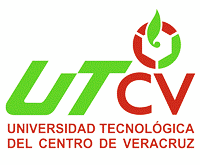 UTCV
UNIVERSIDAD TECNOLÓGICA
DEL CENTRO DE VERACRUZ